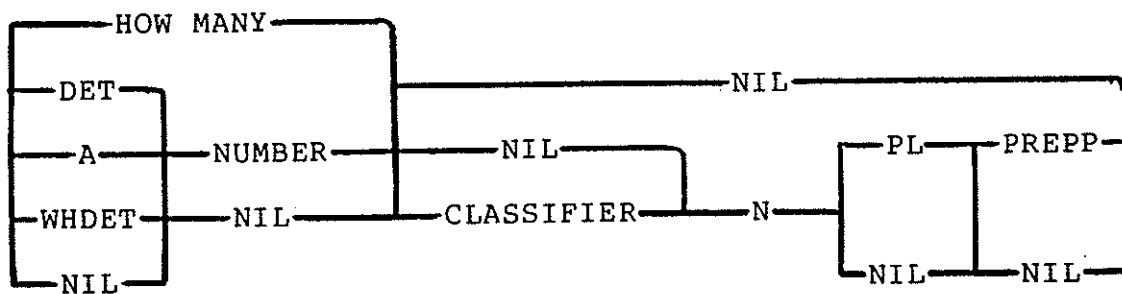 HOW MANY
NIL
DET
A NUMBER NIL PL PREPP
WHDET NIL CLASSIFIER N
NIL NIL NIL